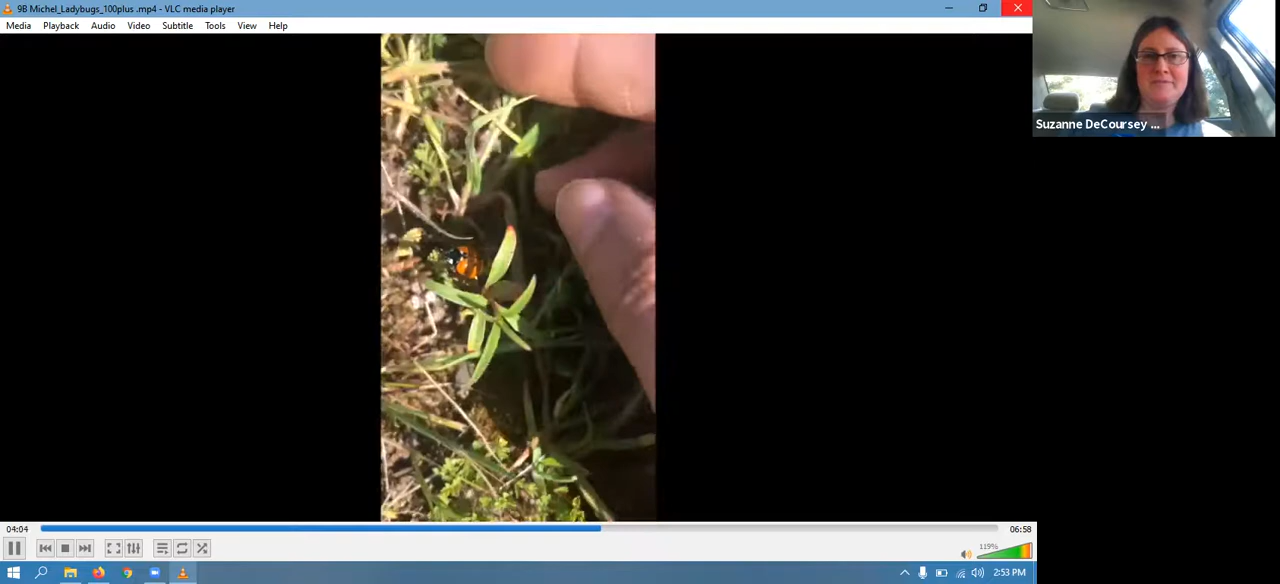 9B Michel_Ladybugs_100plus .mp4 - VLC media player
Media Playback Audio Video Subtitle Tools View Help
Suzanne DeCoursey ...
04:04
06:58
119%
2:53 PM